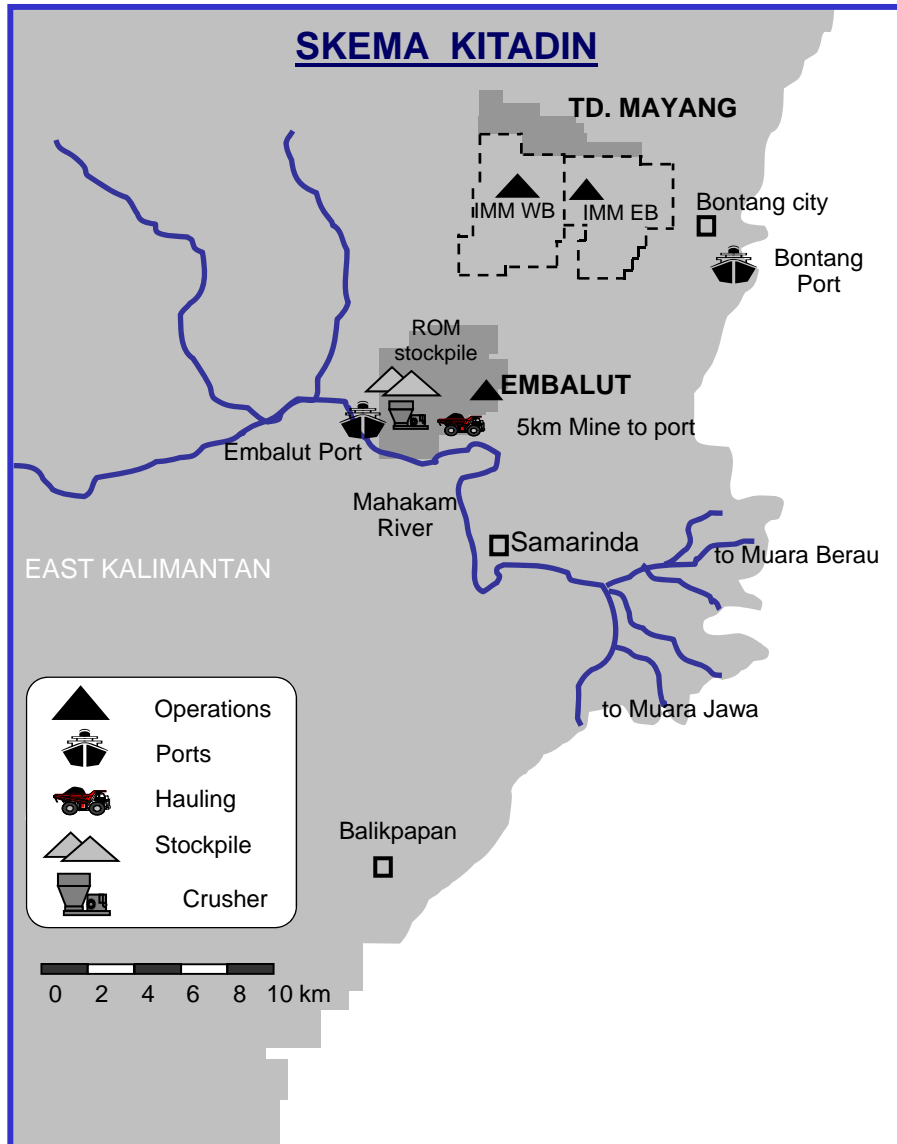 SKEMA KITADIN
TD. MAYANG
IMM WB
IMM EB
Bontang city
Bontang
Port
ROM
stockpile
EMBALUT
5km Mine to port
Embalut Port
Mahakam
River
Samarinda
to Muara Berau
EAST KALIMANTAN
to Muara Jawa
Operations
Ports
Hauling
Stockpile
Crusher
Balikpapan
0 2 4 6 8 10 km